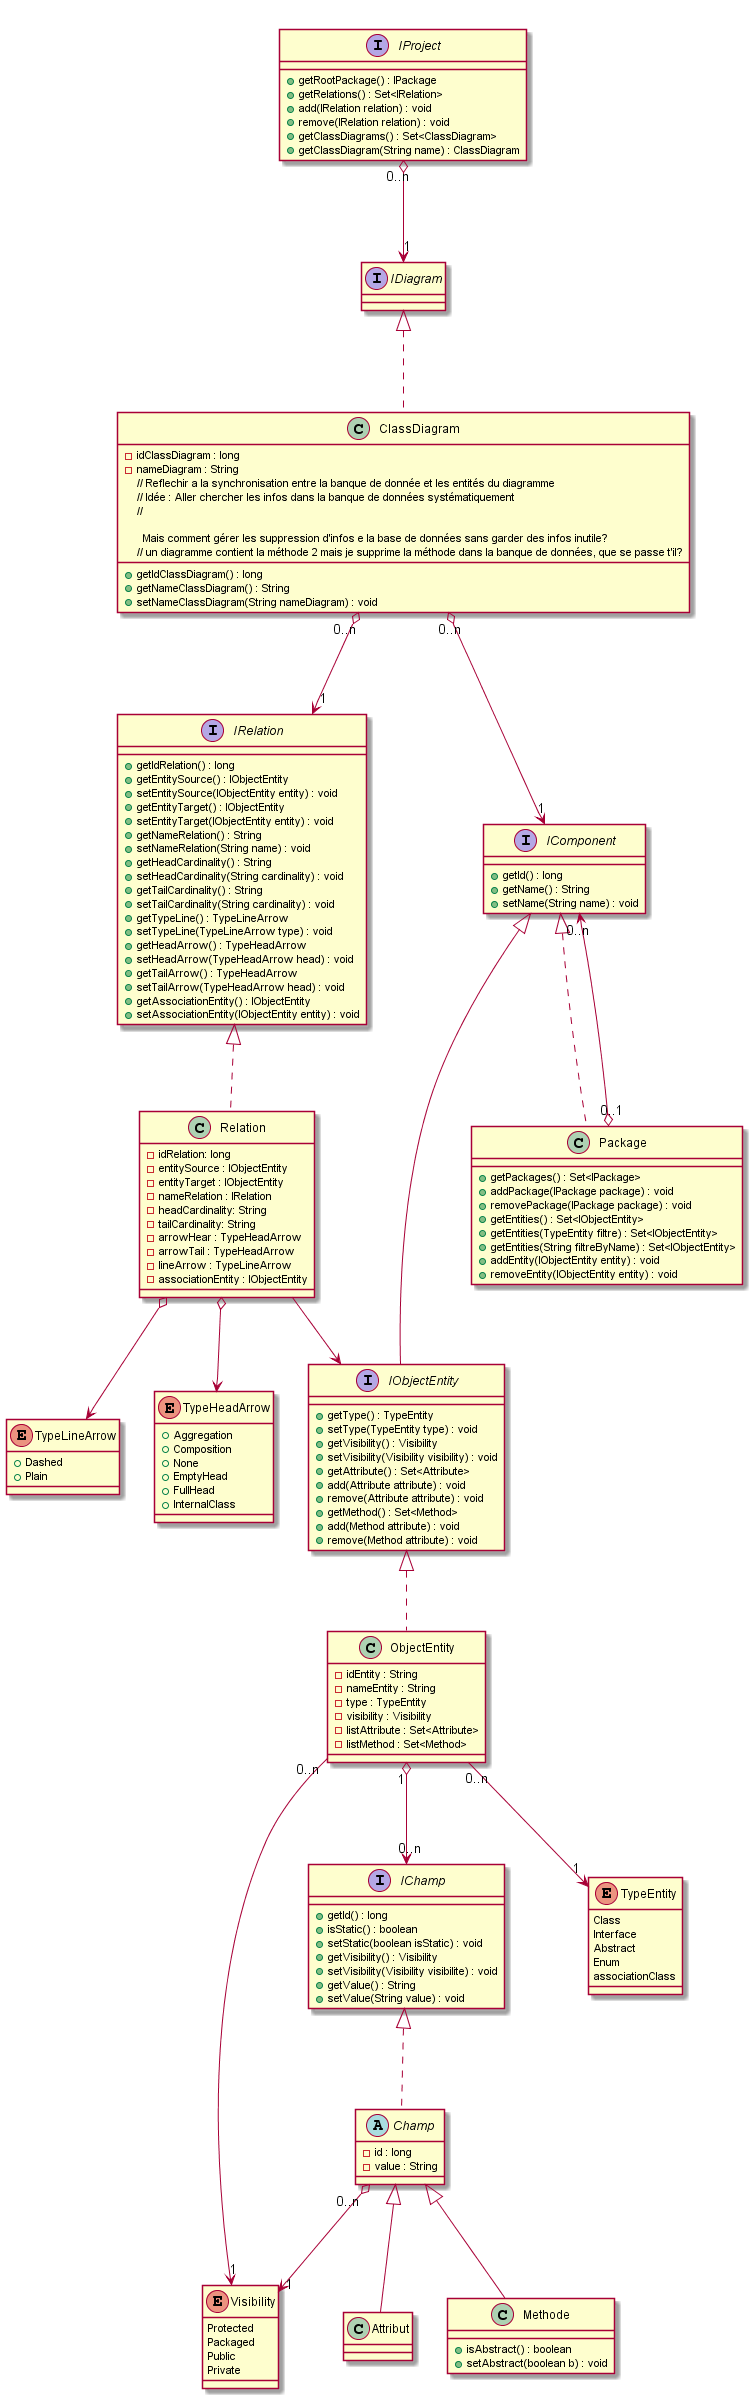 I IProject
getRootPackage() : IPackage
getRelations() : Set<IRelation>
add(IRelation relation) : void
remove(IRelation relation) : void
getClassDiagrams() : Set<ClassDiagram>
getClassDiagram(String name) : ClassDiagram
0..n
1
I IDiagram
C ClassDiagram
idClassDiagram : long
nameDiagram : String
// Reflechir a la synchronisation entre la banque de donnée et les entités du diagramme
// Idée : Aller chercher les infos dans la banque de données systématiquement
//
Mais comment gérer les suppression d'infos e la base de données sans garder des infos inutile?
// un diagramme contient la méthode 2 mais je supprime la méthode dans la banque de données, que se passe t'il?
getIdClassDiagram() : long
getNameClassDiagram() : String
setNameClassDiagram(String nameDiagram) : void
0..n
0..n
1
I IRelation
getIdRelation() : long
getEntitySource() : IObjectEntity
setEntitySource(IObjectEntity entity) : void
getEntityTarget() : IObjectEntity
setEntityTarget(IObjectEntity entity) : void
getNameRelation() : String
setNameRelation(String name) : void
getHeadCardinality() : String
setHeadCardinality(String cardinality) : void
getTailCardinality() : String
setTailCardinality(String cardinality) : void
getTypeLine() : TypeLineArrow
setTypeLine(TypeLineArrow type) : void
getHeadArrow() : TypeHeadArrow
setHeadArrow(TypeHeadArrow head) : void
getTailArrow() : TypeHeadArrow
setTailArrow(TypeHeadArrow head) : void
getAssociationEntity() : IObjectEntity
setAssociationEntity(IObjectEntity entity) : void
1
I IComponent
getId() : long
getName() : String
setName(String name) : void
0..n
0..1
C Relation
idRelation: long
entitySource : IObjectEntity
entityTarget : IObjectEntity
nameRelation : IRelation
headCardinality: String
tailCardinality: String
arrowHear : TypeHeadArrow
arrowTail : TypeHeadArrow
lineArrow : TypeLineArrow
associationEntity : IObjectEntity
C Package
getPackages() : Set<IPackage>
addPackage(IPackage package) : void
removePackage(IPackage package) : void
getEntities() : Set<IObjectEntity>
getEntities(TypeEntity filtre) : Set<IObjectEntity>
getEntities(String filtreByName) : Set<IObjectEntity>
addEntity(IObjectEntity entity) : void
removeEntity(IObjectEntity entity) : void
E TypeLineArrow
Dashed
Plain
E TypeHeadArrow
Aggregation
Composition
None
EmptyHead
FullHead
InternalClass
I IObjectEntity
getType() : TypeEntity
setType(TypeEntity type) : void
getVisibility() : Visibility
setVisibility(Visibility visibility) : void
getAttribute() : Set<Attribute>
add(Attribute attribute) : void
remove(Attribute attribute) : void
getMethod() : Set<Method>
add(Method attribute) : void
remove(Method attribute) : void
C ObjectEntity
idEntity : String
nameEntity : String
type : TypeEntity
visibility : Visibility
listAttribute : Set<Attribute>
listMethod : Set<Method>
0..n
1
0..n
0..n
1
I IChamp
getId() : long
isStatic() : boolean
setStatic(boolean isStatic) : void
getVisibility() : Visibility
setVisibility(Visibility visibilite) : void
getValue() : String
setValue(String value) : void
E TypeEntity
Class
Interface
Abstract
Enum
associationClass
A Champ
id : long
value : String
0..n
1
1
E Visibility
Protected
Packaged
Public
Private
C Attribut
C Methode
isAbstract() : boolean
setAbstract(boolean b) : void